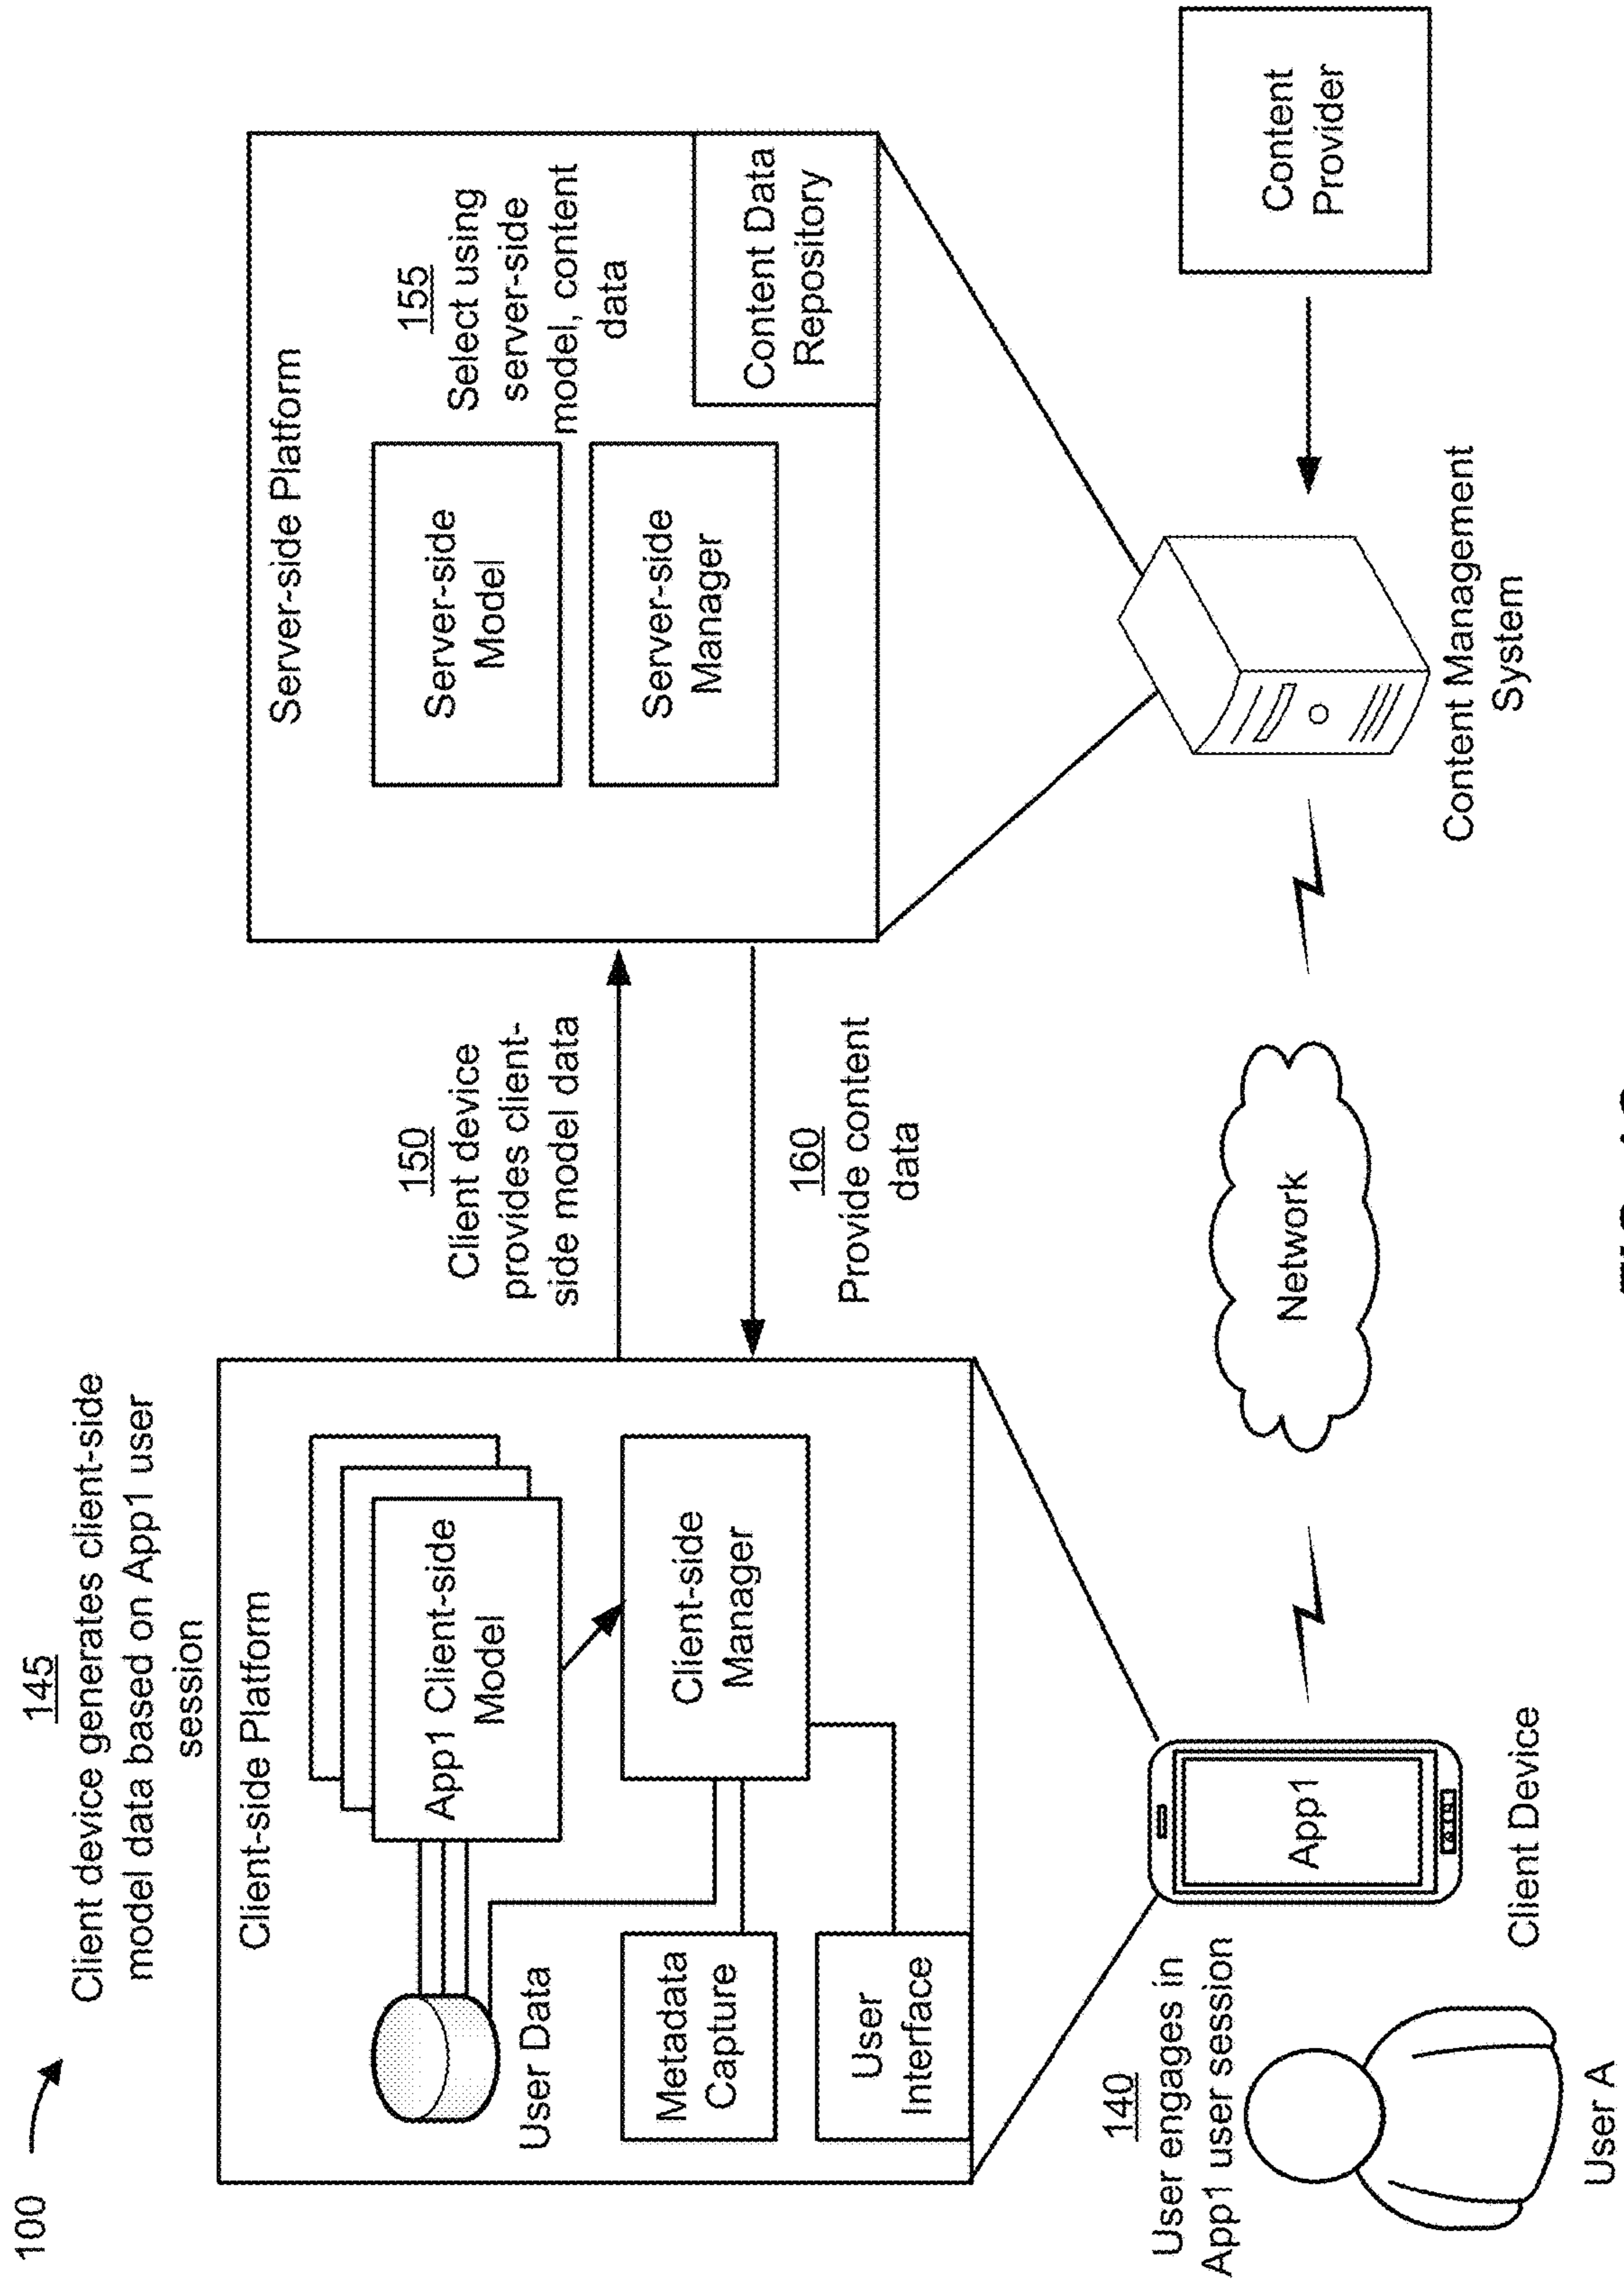 100
145
Client device generates client-side
model data based on App1 user
session
Client-side Platform
App1 Client-side
Model
User Data
Client-side
Manager
Metadata
Capture
User
Interface
150
Client device
provides client-
side model data
160
Provide content
data
Server-side Platform
Server-side
Model
Server-side
Manager
155
Select using
server-side
model, content
data
Content Data
Repository
140
User engages in
App1 user session
User A
App1
Client Device
Network
Content Management
System
Content
Provider